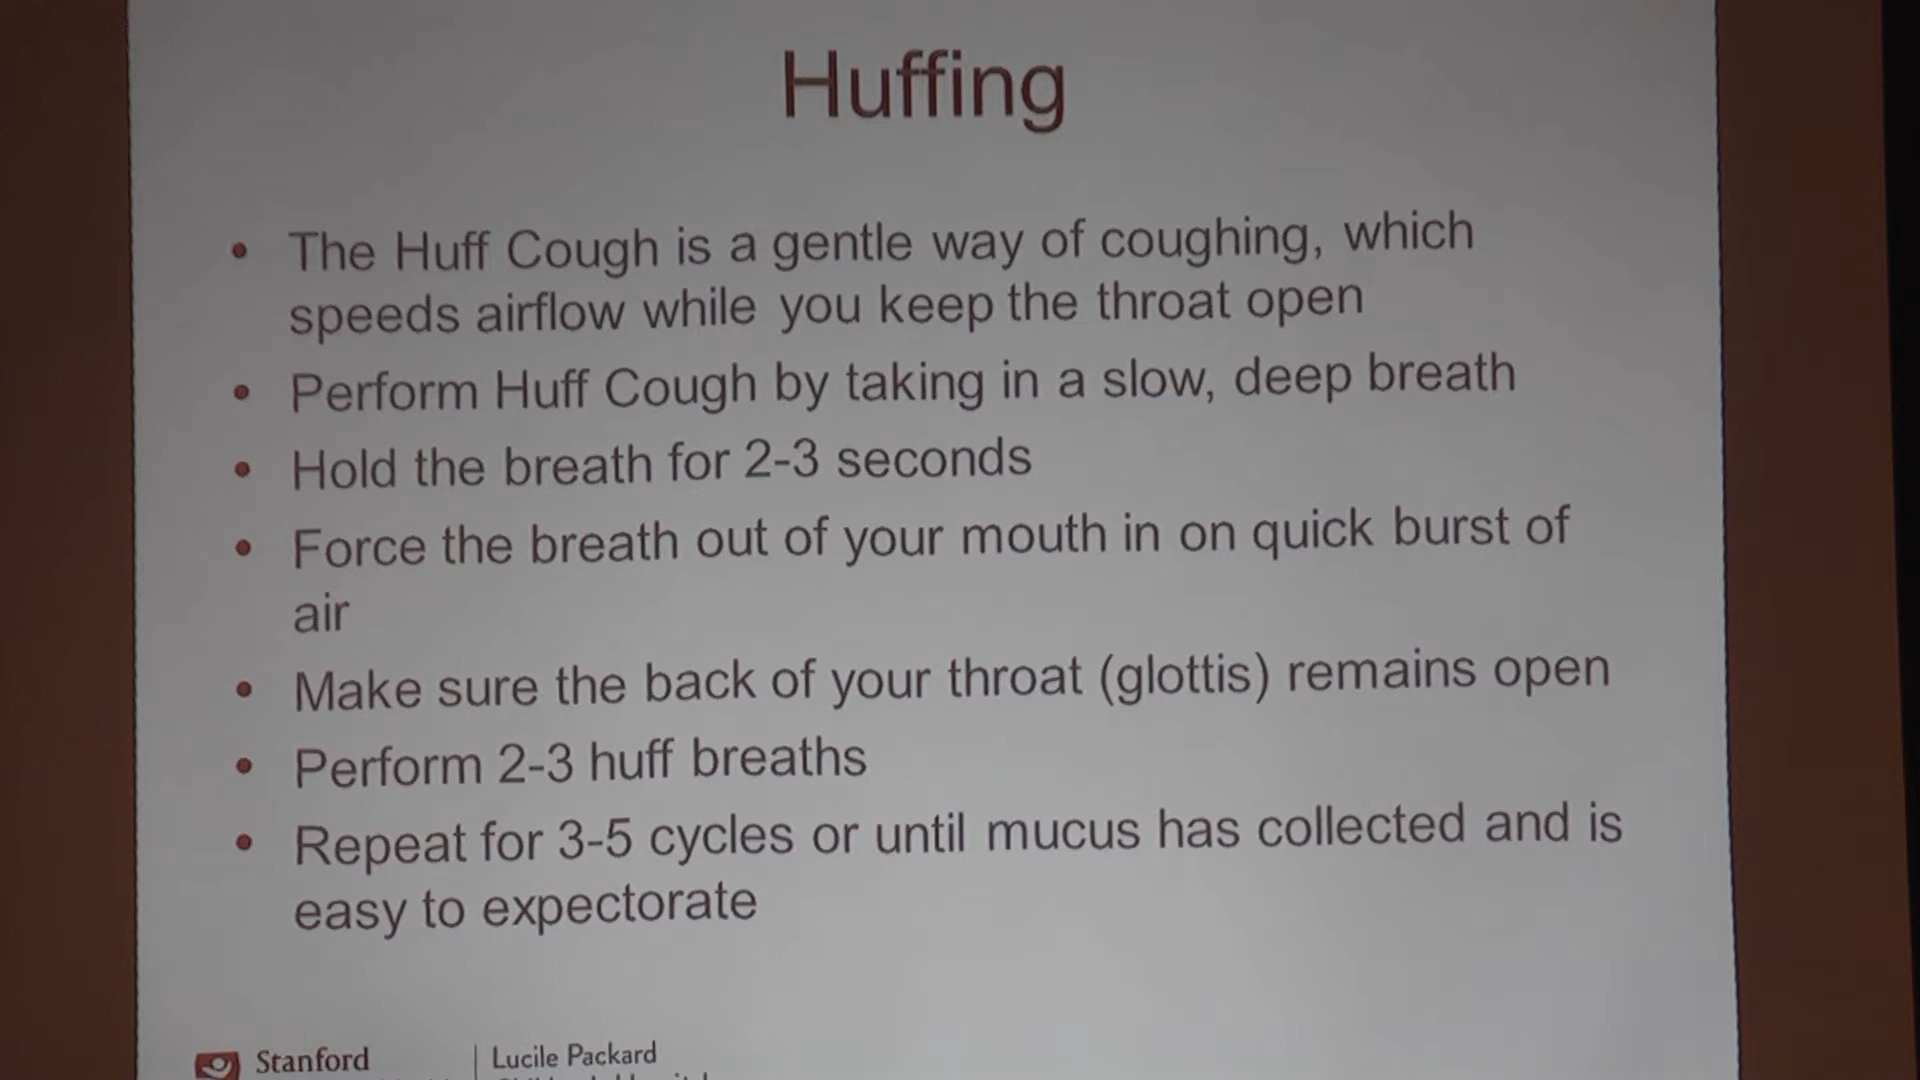 Huffing
• The Huff Cough is a gentle way of coughing, which
speeds airflow while you keep the throat open
• Perform Huff Cough by taking in a slow, deep breath
• Hold the breath for 2-3 seconds
• Force the breath out of your mouth in on quick burst of
air
• Make sure the back of your throat (glottis) remains open
• Perform 2-3 huff breaths
• Repeat for 3-5 cycles or until mucus has collected and is
easy to expectorate
Stanford
Lucile Packard